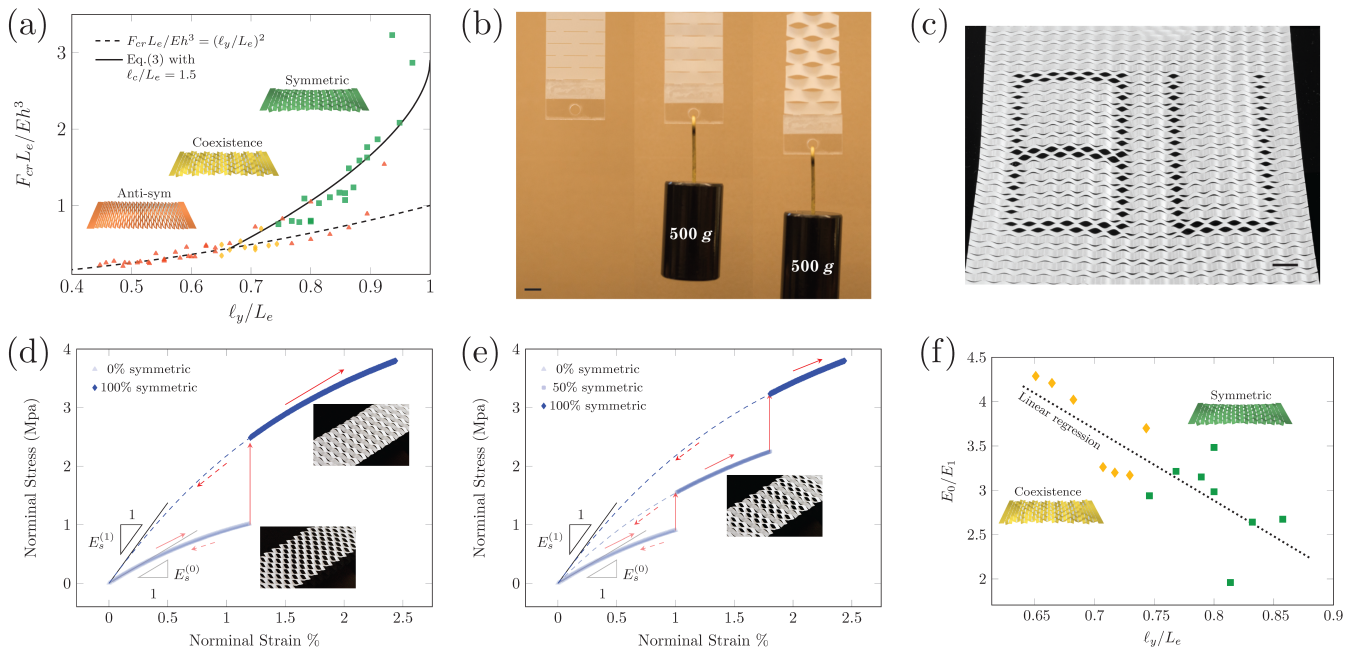 (a)
F_{cr}L_e/Eh^3 = (ℓ_y/L_e)^2
Eq.(3) with
ℓ_c/L_e = 1.5
Symmetric
Coexistence
Anti-sym
3
2
1
F_{cr}L_e/Eh^3
0.4 0.5 0.6 0.7 0.8 0.9 1
ℓ_y/L_e
(b)
500 g
500 g
(c)
(d)
0% symmetric
100% symmetric
4
3
2
1
0
Norminal Stress (Mpa)
1
E_s^{(1)}
E_s^{(0)}
1
0 0.5 1 1.5 2 2.5
Norminal Strain %
(e)
0% symmetric
50% symmetric
100% symmetric
4
3
2
1
0
Norminal Stress (Mpa)
1
E_s^{(1)}
E_s^{(0)}
1
0 0.5 1 1.5 2 2.5
Norminal Strain %
(f)
4.5
4
3.5
3
2.5
2
E_0/E_1
Linear regression
Symmetric
Coexistence
0.65 0.7 0.75 0.8 0.85 0.9
ℓ_y/L_e